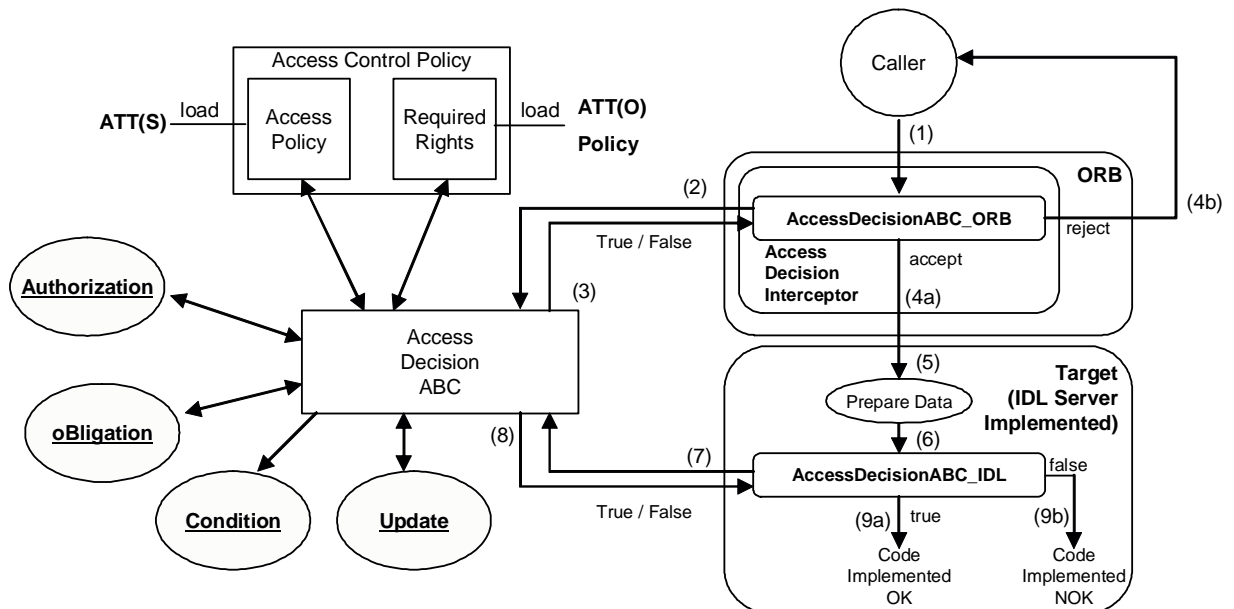 Access Control Policy
ATT(S)
load
Access
Policy
Required
Rights
load
ATT(O)
Policy
Caller
(1)
ORB
(2)
AccessDecisionABC_ORB
(4b)
reject
True / False
Access
Decision
Interceptor
accept
(4a)
Authorization
(3)
Access
Decision
ABC
oBligation
Condition
Update
(5)
Target
(IDL Server
Implemented)
Prepare Data
(6)
(8)
(7)
AccessDecisionABC_IDL
false
True / False
(9a)
true
(9b)
Code
Implemented
OK
Code
Implemented
NOK